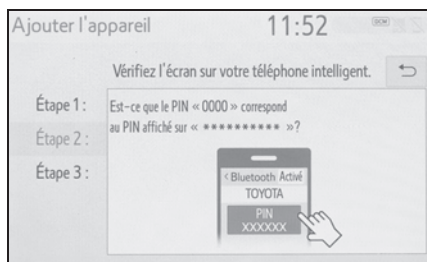 Ajouter l'appareil 11:52 DCM
Vérifiez l'écran sur votre téléphone intelligent.
Étape 1 : Est-ce que le PIN « 0000 » correspond
au PIN affiché sur « ********** »?
Étape 2 :
Étape 3 :
< Bluetooth Activé
TOYOTA
PIN
XXXXXX